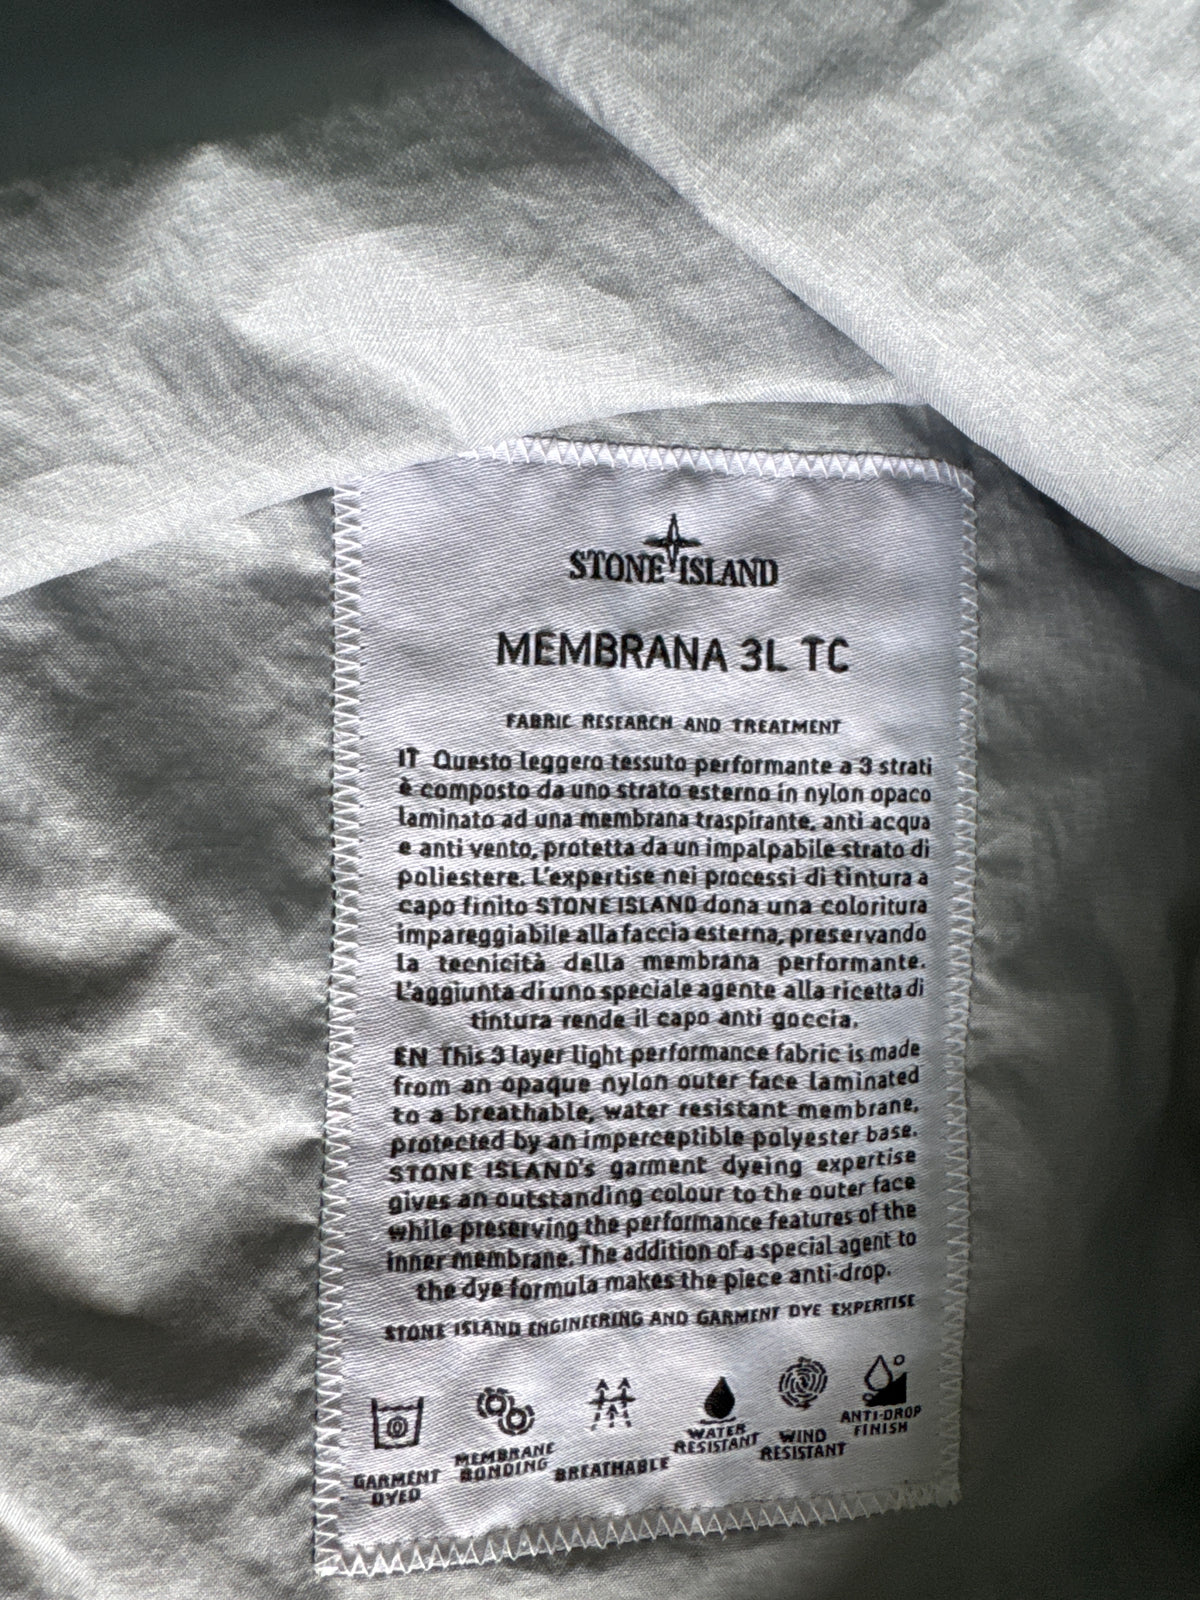 STONE ISLAND
MEMBRANA 3L TC
FABRIC RESEARCH AND TREATMENT
IT Questo leggero tessuto performante a 3 strati
è composto da uno strato esterno in nylon opaco
laminato ad una membrana traspirante, anti acqua
e anti vento, protetta da un impalpabile strato di
poliestere. L'expertise nei processi di tintura a
capo finito STONE ISLAND dona una coloritura
impareggiabile alla faccia esterna, preservando
la tecnicità della membrana performante.
L'aggiunta di uno speciale agente alla ricetta di
tintura rende il capo anti goccia.
EN This 3 layer light performance fabric is made
from an opaque nylon outer face laminated
to a breathable, water resistant membrane,
protected by an imperceptible polyester base.
STONE ISLAND's garment dyeing expertise
gives an outstanding colour to the outer face
while preserving the performance features of the
inner membrane. The addition of a special agent to
the dye formula makes the piece anti-drop.
STONE ISLAND ENGINEERING AND GARMENT DYE EXPERTISE
GARMENT
DYED
MEMBRANE
BONDING
BREATHABLE
WATER
RESISTANT
WIND
RESISTANT
ANTI-DROP
FINISH